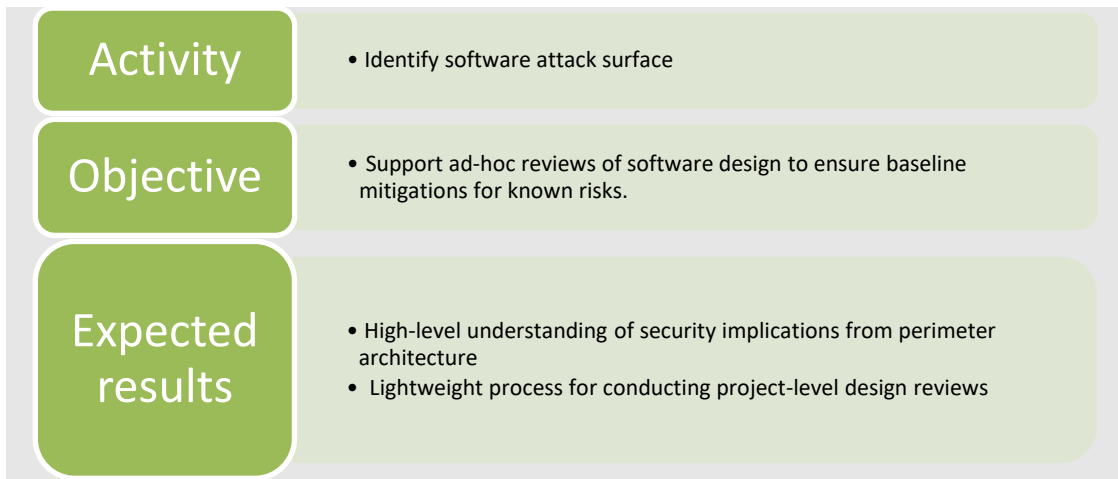 Activity
• Identify software attack surface
Objective
• Support ad-hoc reviews of software design to ensure baseline
mitigations for known risks.
Expected
results
• High-level understanding of security implications from perimeter
architecture
• Lightweight process for conducting project-level design reviews